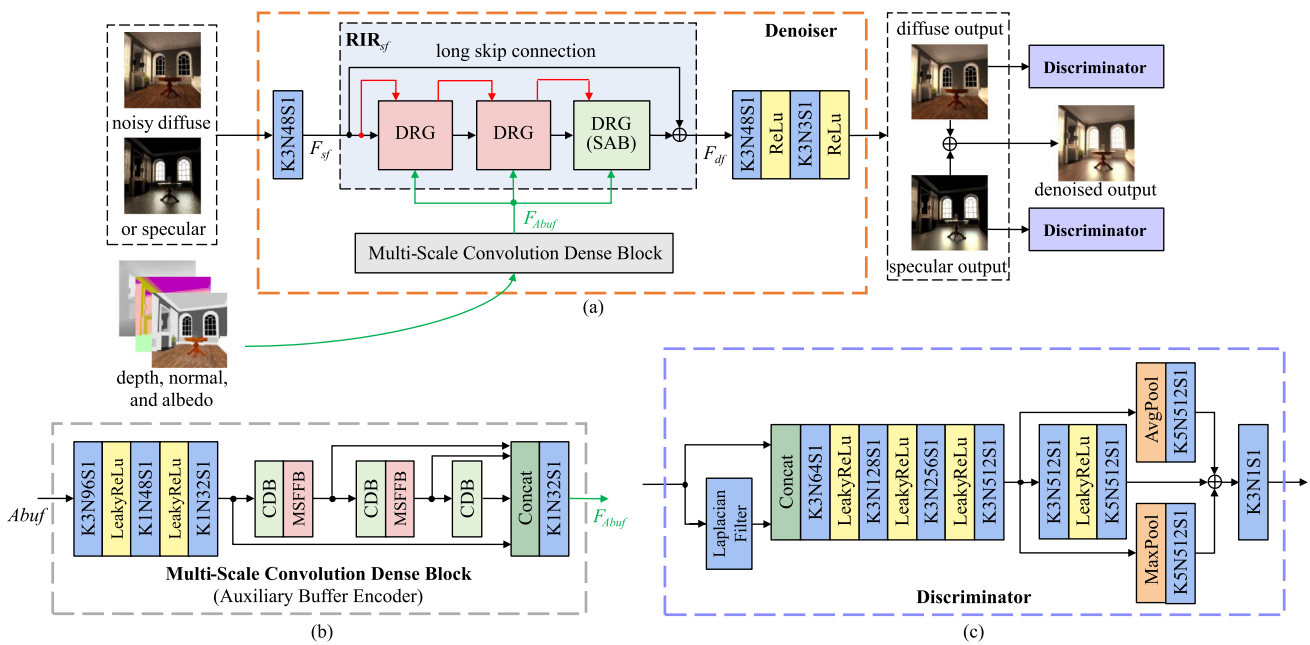 noisy diffuse
or specular
depth, normal,
and albedo
Denoiser
RIRsf
long skip connection
K3N48S1
Fsf
DRG
DRG
DRG
(SAB)
Fdf
K3N48S1
ReLu
K3N3S1
ReLu
FAbuf
Multi-Scale Convolution Dense Block
diffuse output
specular output
Discriminator
denoised output
Discriminator
(a)
Abuf
K3N96S1
LeakyReLu
K1N48S1
LeakyReLu
K1N32S1
CDB
MSFFB
CDB
MSFFB
CDB
Concat
K1N32S1
FAbuf
Multi-Scale Convolution Dense Block
(Auxiliary Buffer Encoder)
(b)
Laplacian
Filter
Concat
K3N64S1
LeakyReLu
K3N128S1
LeakyReLu
K3N256S1
LeakyReLu
K3N512S1
AvgPool
K5N512S1
K3N512S1
LeakyReLu
K5N512S1
MaxPool
K5N512S1
K3N1S1
Discriminator
(c)